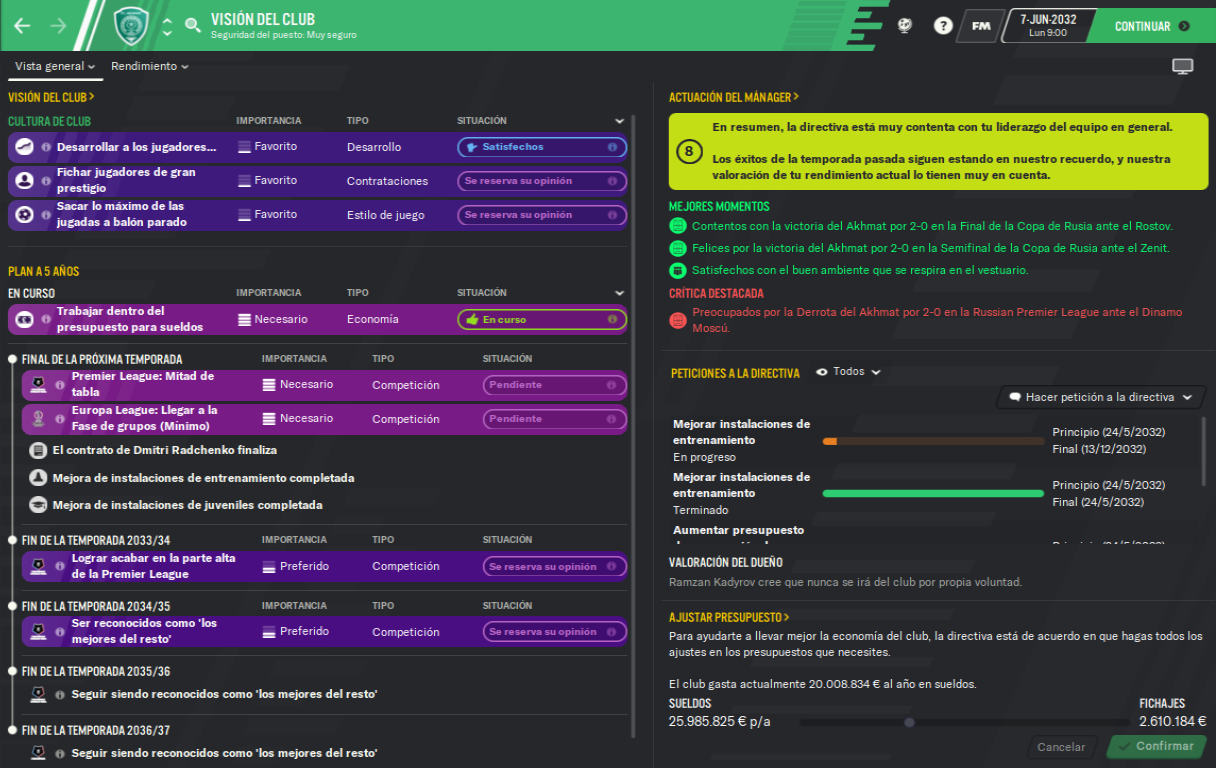 VISIÓN DEL CLUB
Seguridad del puesto: Muy seguro
?
FM
7-JUN-2032
Lun 9:00
CONTINUAR
Vista general
Rendimiento
VISIÓN DEL CLUB
CULTURA DE CLUB
IMPORTANCIA
TIPO
SITUACIÓN
Desarrollar a los jugadores...
Favorito
Desarrollo
Satisfechos
Fichar jugadores de gran
prestigio
Favorito
Contrataciones
Se reserva su opinión
Sacar lo máximo de las
jugadas a balón parado
Favorito
Estilo de juego
Se reserva su opinión
PLAN A 5 AÑOS
EN CURSO
IMPORTANCIA
TIPO
SITUACIÓN
Trabajar dentro del
presupuesto para sueldos
Necesario
Economía
En curso
FINAL DE LA PRÓXIMA TEMPORADA
IMPORTANCIA
TIPO
SITUACIÓN
Premier League: Mitad de
tabla
Necesario
Competición
Pendiente
Europa League: Llegar a la
Fase de grupos (Mínimo)
Necesario
Competición
Pendiente
El contrato de Dmitri Radchenko finaliza
Mejora de instalaciones de entrenamiento completada
Mejora de instalaciones de juveniles completada
FIN DE LA TEMPORADA 2033/34
IMPORTANCIA
TIPO
SITUACIÓN
Lograr acabar en la parte alta
de la Premier League
Preferido
Competición
Se reserva su opinión
FIN DE LA TEMPORADA 2034/35
IMPORTANCIA
TIPO
SITUACIÓN
Ser reconocidos como 'los
mejores del resto'
Preferido
Competición
Se reserva su opinión
FIN DE LA TEMPORADA 2035/36
Seguir siendo reconocidos como 'los mejores del resto'
FIN DE LA TEMPORADA 2036/37
Seguir siendo reconocidos como 'los mejores del resto'
ACTUACIÓN DEL MÁNAGER
8
En resumen, la directiva está muy contenta con tu liderazgo del equipo en general.
Los éxitos de la temporada pasada siguen estando en nuestro recuerdo, y nuestra
valoración de tu rendimiento actual lo tienen muy en cuenta.
MEJORES MOMENTOS
Contentos con la victoria del Akhmat por 2-0 en la Final de la Copa de Rusia ante el Rostov.
Felices por la victoria del Akhmat por 2-0 en la Semifinal de la Copa de Rusia ante el Zenit.
Satisfechos con el buen ambiente que se respira en el vestuario.
CRÍTICA DESTACADA
Preocupados por la Derrota del Akhmat por 2-0 en la Russian Premier League ante el Dinamo
Moscú.
PETICIONES A LA DIRECTIVA
Todos
Hacer petición a la directiva
Mejorar instalaciones de
entrenamiento
En progreso
Principio (24/5/2032)
Final (13/12/2032)
Mejorar instalaciones de
entrenamiento
Terminado
Principio (24/5/2032)
Final (24/5/2032)
Aumentar presupuesto
VALORACIÓN DEL DUEÑO
Ramzan Kadyrov cree que nunca se irá del club por propia voluntad.
AJUSTAR PRESUPUESTO
Para ayudarte a llevar mejor la economía del club, la directiva está de acuerdo en que hagas todos los
ajustes en los presupuestos que necesites.
El club gasta actualmente 20.008.834 € al año en sueldos.
SUELDOS
FICHAJES
25.985.825 € p/a
2.610.184 €
Cancelar
Confirmar